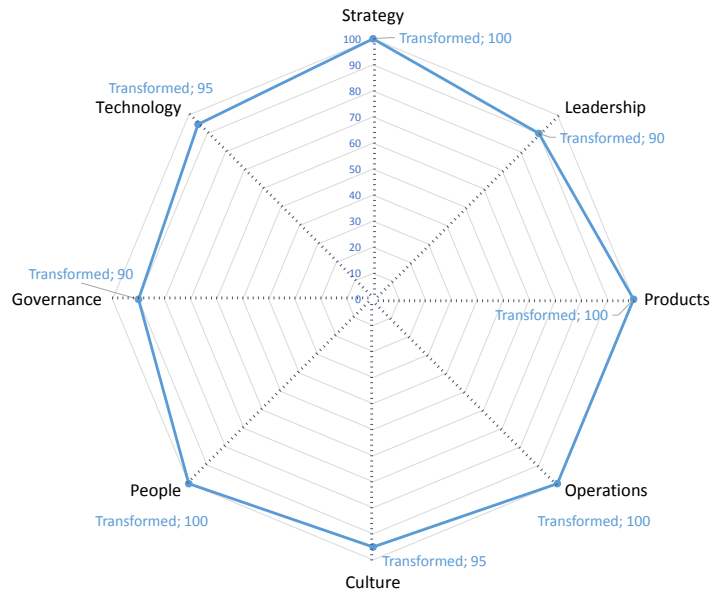 Strategy
100
Transformed; 100
90
Transformed; 95
80
Technology
Leadership
70
Transformed; 90
60
50
40
30
20
10
Transformed; 90
Governance
0
Products
Transformed; 100
People
Operations
Transformed; 100
Transformed; 100
Transformed; 95
Culture